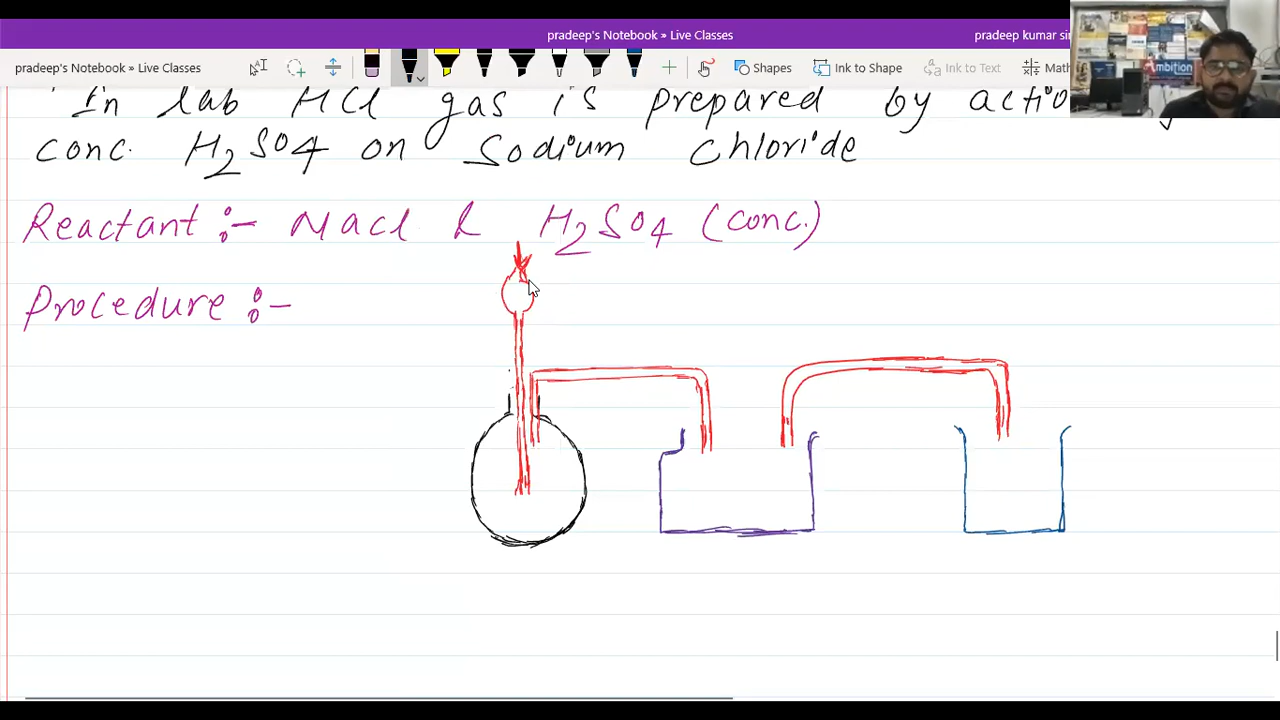 pradeep's Notebook » Live Classes
pradeep kumar si
pradeep's Notebook » Live Classes
Shapes
Ink to Shape
Ink to Text
Math
Ambition
In lab HCl gas is prepared by actio
conc. H2SO4 on Sodium chloride
Reactant :- NaCl & H2SO4 (conc.)
Procedure :-